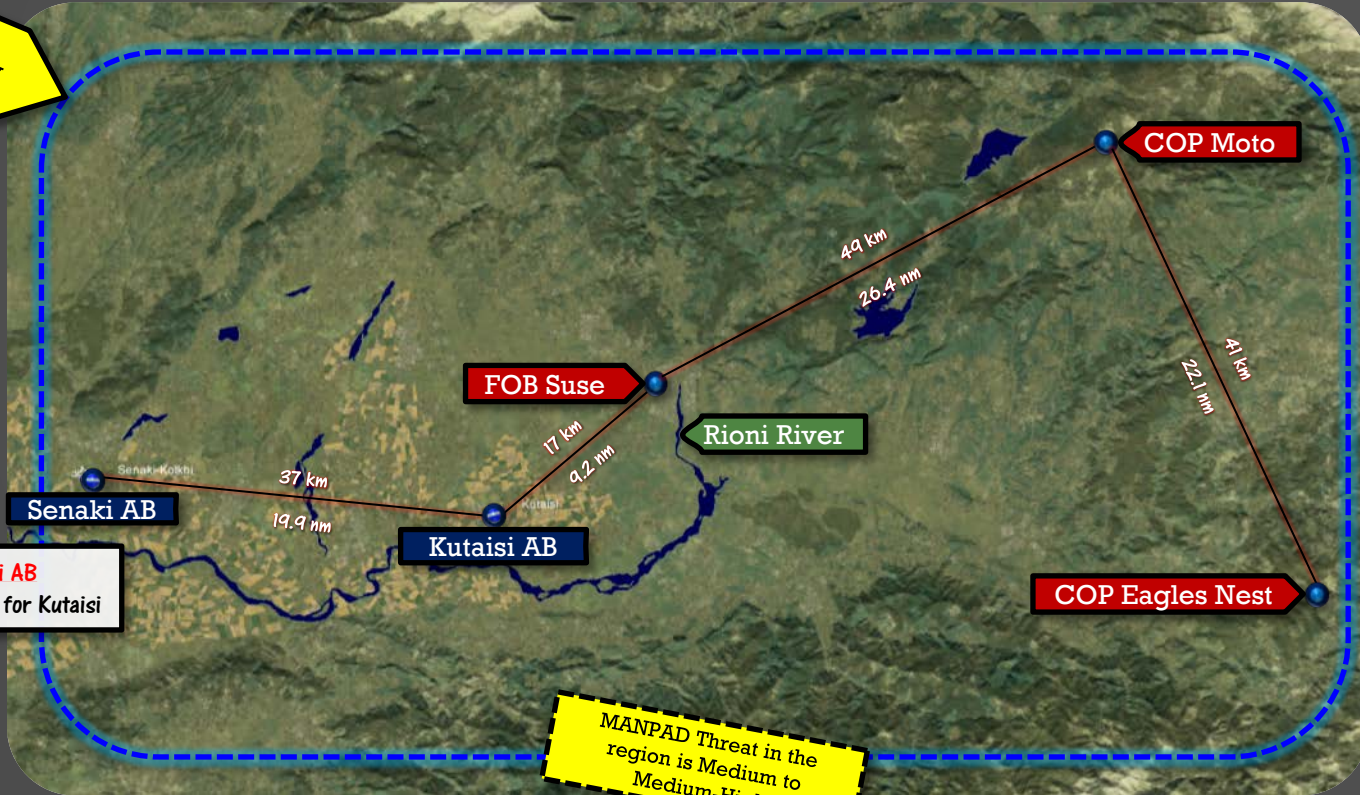 COP Moto
49 km
26.4 nm
41 km
22.1 nm
FOB Suse
17 km
9.2 nm
Rioni River
Senaki-Kolkhi
37 km
19.9 nm
Senaki AB
Kutaisi
Kutaisi AB
i AB
for Kutaisi
COP Eagles Nest
MANPAD Threat in the
region is Medium to